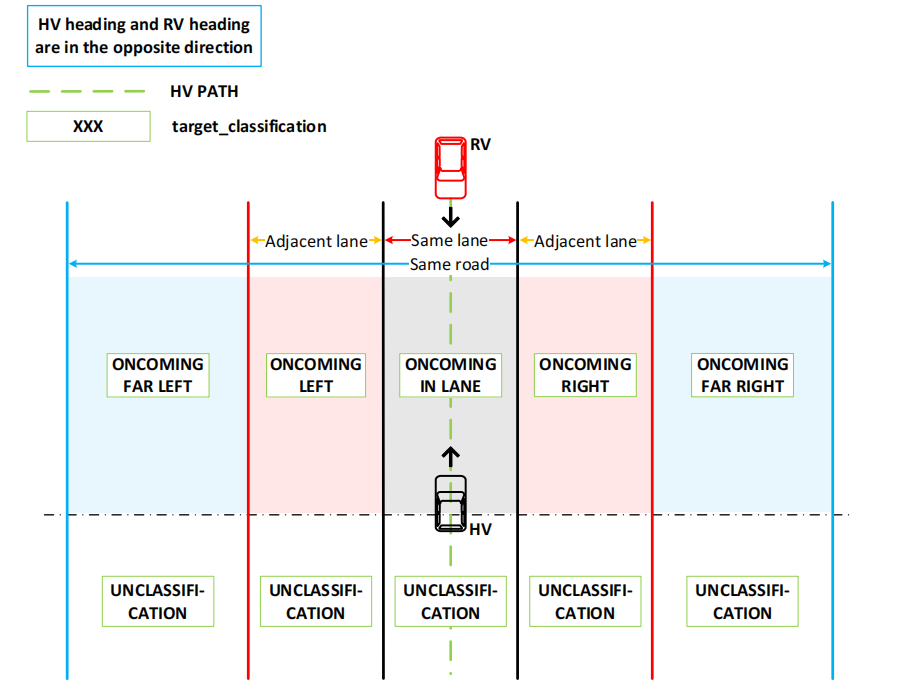 HV heading and RV heading
are in the opposite direction
HV PATH
XXX
target_classification
RV
Adjacent lane
Same lane
Adjacent lane
Same road
ONCOMING
FAR LEFT
ONCOMING
LEFT
ONCOMING
IN LANE
ONCOMING
RIGHT
ONCOMING
FAR RIGHT
HV
UNCLASSIFI-
CATION
UNCLASSIFI-
CATION
UNCLASSIFI-
CATION
UNCLASSIFI-
CATION
UNCLASSIFI-
CATION